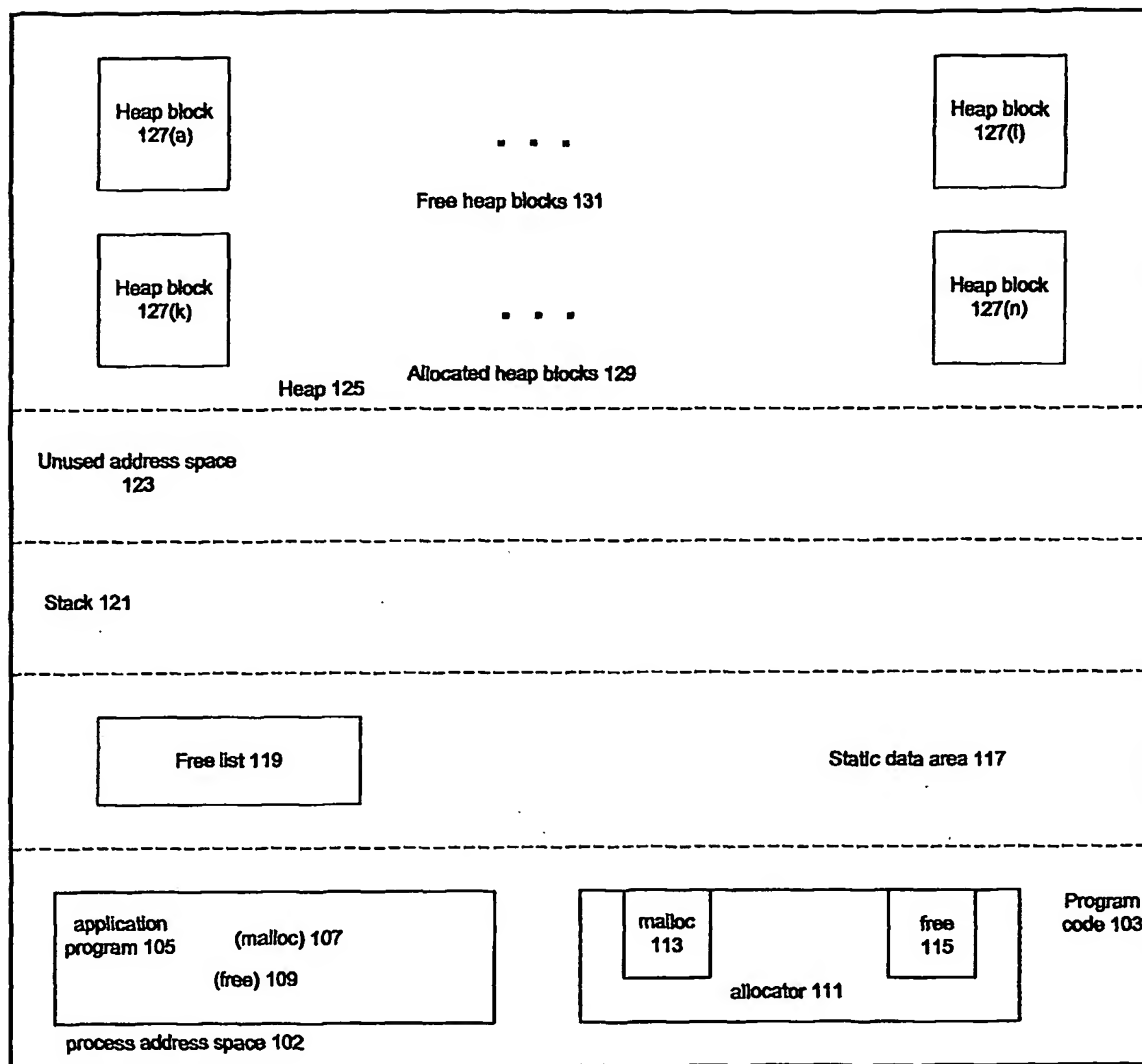 Heap block
127(a)
. . .
Heap block
127(l)
Free heap blocks 131
Heap block
127(k)
. . .
Heap block
127(n)
Allocated heap blocks 129
Heap 125
Unused address space
123
Stack 121
Free list 119
Static data area 117
application
program 105
(malloc) 107
(free) 109
malloc
113
free
115
allocator 111
Program
code 103
process address space 102